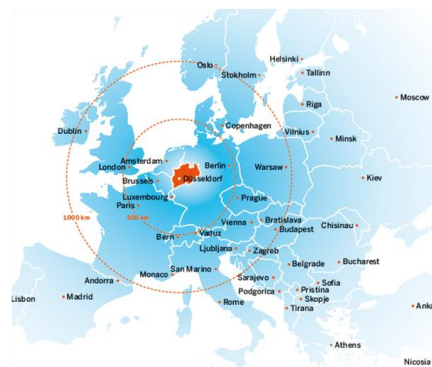 Helsinki
Oslo
Tallinn
Stockholm
Moscow
Riga
Copenhagen
Dublin
Vilnius
Minsk
Amsterdam
London
Berlin
Warsaw
Düsseldorf
Kiev
Brussels
Luxembourg
Prague
Paris
1000 km
500 km
Bratislava
Vienna
Chisinau
Budapest
Vaduz
Bern
Ljubljana
Zagreb
Belgrade
Bucharest
San Marino
Monaco
Sarajevo
Andorra
Sofia
Pristina
Podgorica
Lisbon
Madrid
Skopje
Rome
Tirana
Anka
Athens
Nicosia